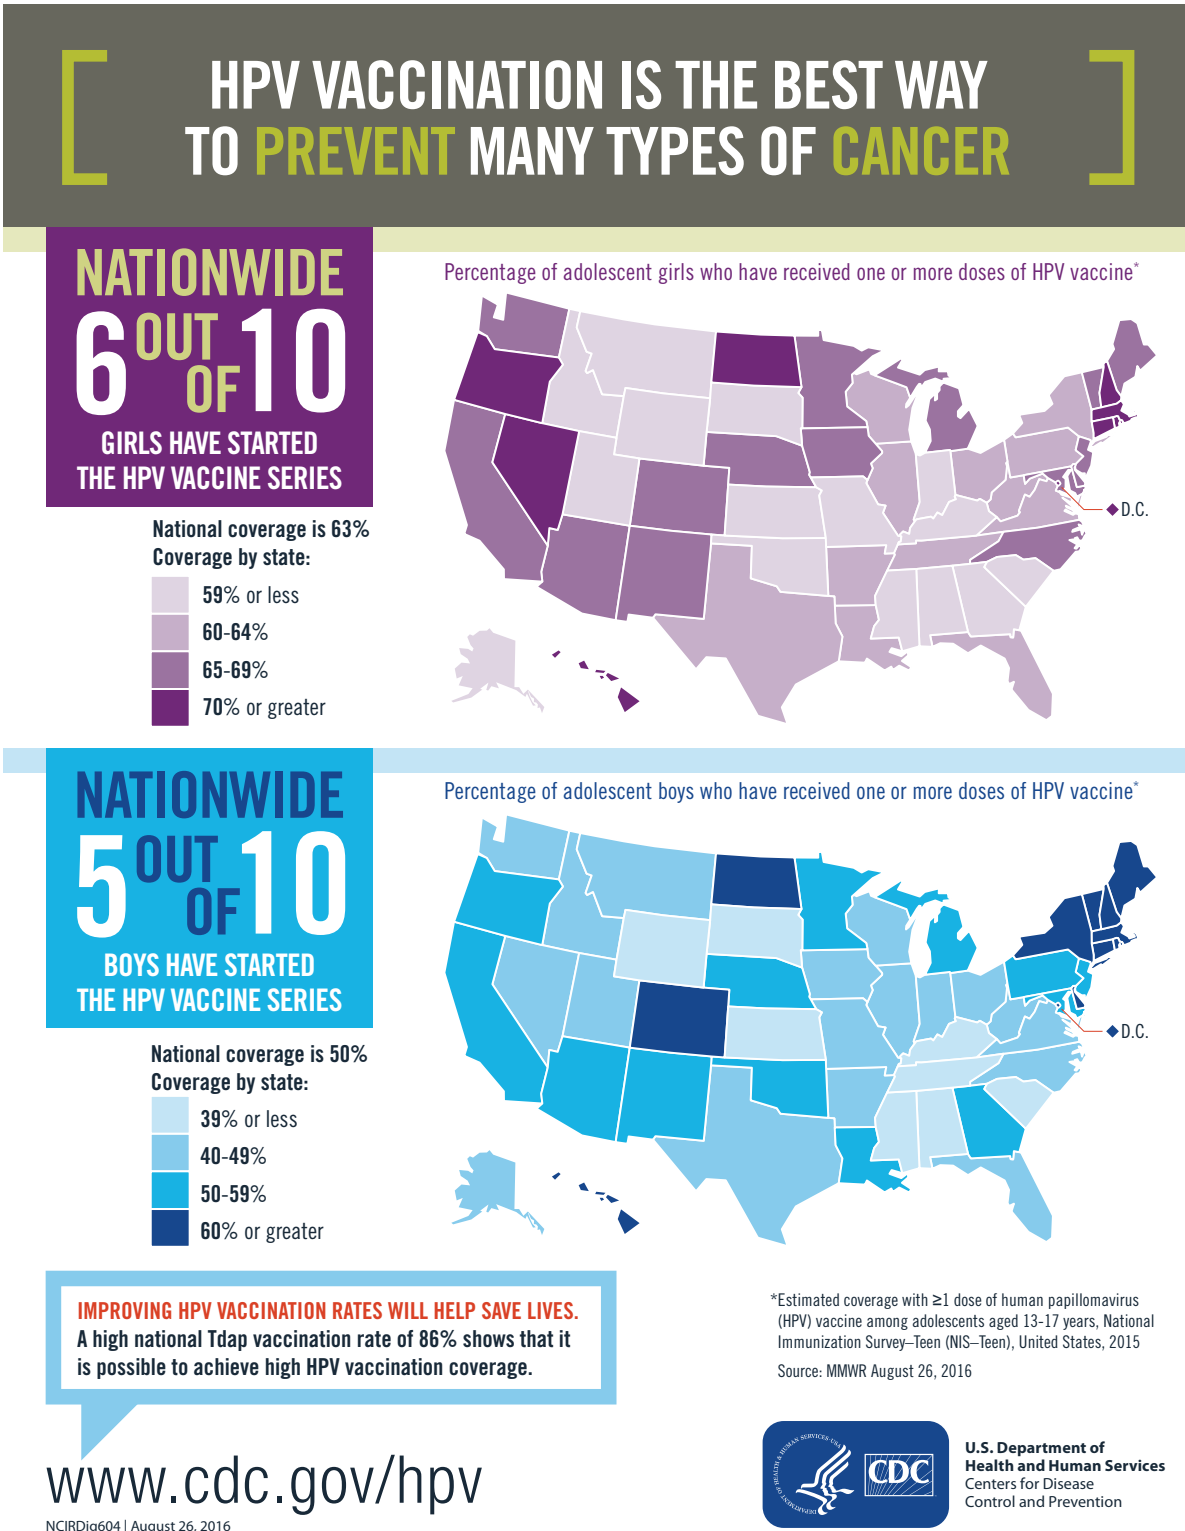 HPV VACCINATION IS THE BEST WAY
TO PREVENT MANY TYPES OF CANCER
NATIONWIDE
6 OUT OF 10
GIRLS HAVE STARTED
THE HPV VACCINE SERIES
National coverage is 63%
Coverage by state:
59% or less
60-64%
65-69%
70% or greater
Percentage of adolescent girls who have received one or more doses of HPV vaccine*
D.C.
NATIONWIDE
5 OUT OF 10
BOYS HAVE STARTED
THE HPV VACCINE SERIES
National coverage is 50%
Coverage by state:
39% or less
40-49%
50-59%
60% or greater
Percentage of adolescent boys who have received one or more doses of HPV vaccine*
D.C.
IMPROVING HPV VACCINATION RATES WILL HELP SAVE LIVES.
A high national Tdap vaccination rate of 86% shows that it
is possible to achieve high HPV vaccination coverage.
*Estimated coverage with ≥1 dose of human papillomavirus
(HPV) vaccine among adolescents aged 13-17 years, National
Immunization Survey–Teen (NIS–Teen), United States, 2015
Source: MMWR August 26, 2016
www.cdc.gov/hpv
NCIRDig604 | August 26, 2016
DEPARTMENT OF HEALTH & HUMAN SERVICES·USA
CDC
U.S. Department of
Health and Human Services
Centers for Disease
Control and Prevention